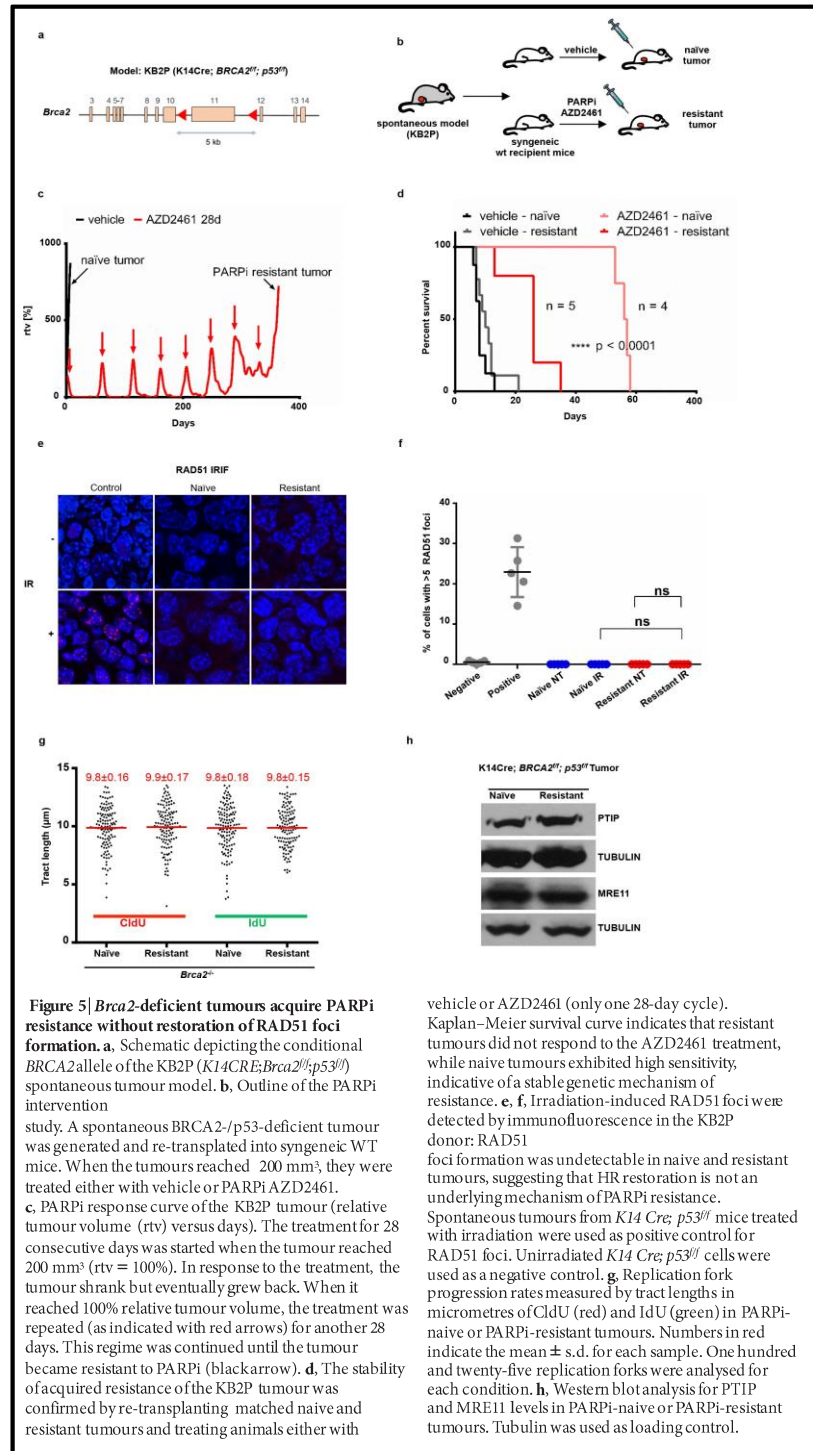 a
Model: KB2P (K14Cre; BRCA2f/f; p53f/f)
3 4 5-7 8 9 10 11 12 13 14
Brca2
5 kb
b
vehicle
naïve
tumor
PARPi
AZD2461
resistant
tumor
spontaneous model
(KB2P)
syngeneic
wt recipient mice
c
vehicle
AZD2461 28d
naïve tumor
PARPi resistant tumor
rtv [%]
1000
500
0
0 200 400
Days
d
vehicle - naïve
AZD2461 - naïve
vehicle - resistant
AZD2461 - resistant
n = 5
n = 4
**** p < 0.0001
Percent survival
100
50
0
0 20 60 400
Days
e
RAD51 IRIF
Control Naïve Resistant
-
IR
+
f
% of cells with >5 RAD51 foci
40
30
20
10
0
ns
ns
Negative Positive Naïve NT Naïve IR Resistant NT Resistant IR
g
9.8±0.16 9.9±0.17 9.8±0.18 9.8±0.15
Tract length (µm)
15
10
5
0
CldU IdU
Naïve Resistant Naïve Resistant
Brca2-/-
h
K14Cre; BRCA2f/f; p53f/f Tumor
Naïve Resistant
PTIP
TUBULIN
MRE11
TUBULIN
Figure 5 | Brca2-deficient tumours acquire PARPi
resistance without restoration of RAD51 foci
formation. a, Schematic depicting the conditional
BRCA2 allele of the KB2P (K14CRE;Brca2f/f;p53f/f)
spontaneous tumour model. b, Outline of the PARPi
intervention
study. A spontaneous BRCA2-/p53-deficient tumour
was generated and re-transplated into syngeneic WT
mice. When the tumours reached 200 mm³, they were
treated either with vehicle or PARPi AZD2461.
c, PARPi response curve of the KB2P tumour (relative
tumour volume (rtv) versus days). The treatment for 28
consecutive days was started when the tumour reached
200 mm³ (rtv = 100%). In response to the treatment, the
tumour shrank but eventually grew back. When it
reached 100% relative tumour volume, the treatment was
repeated (as indicated with red arrows) for another 28
days. This regime was continued until the tumour
became resistant to PARPi (black arrow). d, The stability
of acquired resistance of the KB2P tumour was
confirmed by re-transplanting matched naive and
resistant tumours and treating animals either with
vehicle or AZD2461 (only one 28-day cycle).
Kaplan–Meier survival curve indicates that resistant
tumours did not respond to the AZD2461 treatment,
while naive tumours exhibited high sensitivity,
indicative of a stable genetic mechanism of
resistance. e, f, Irradiation-induced RAD51 foci were
detected by immunofluorescence in the KB2P
donor: RAD51
foci formation was undetectable in naive and resistant
tumours, suggesting that HR restoration is not an
underlying mechanism of PARPi resistance.
Spontaneous tumours from K14 Cre; p53f/f mice treated
with irradiation were used as positive control for
RAD51 foci. Unirradiated K14 Cre; p53f/f cells were
used as a negative control. g, Replication fork
progression rates measured by tract lengths in
micrometres of CldU (red) and IdU (green) in PARPi-
naive or PARPi-resistant tumours. Numbers in red
indicate the mean ± s.d. for each sample. One hundred
and twenty-five replication forks were analysed for
each condition. h, Western blot analysis for PTIP
and MRE11 levels in PARPi-naive or PARPi-resistant
tumours. Tubulin was used as loading control.